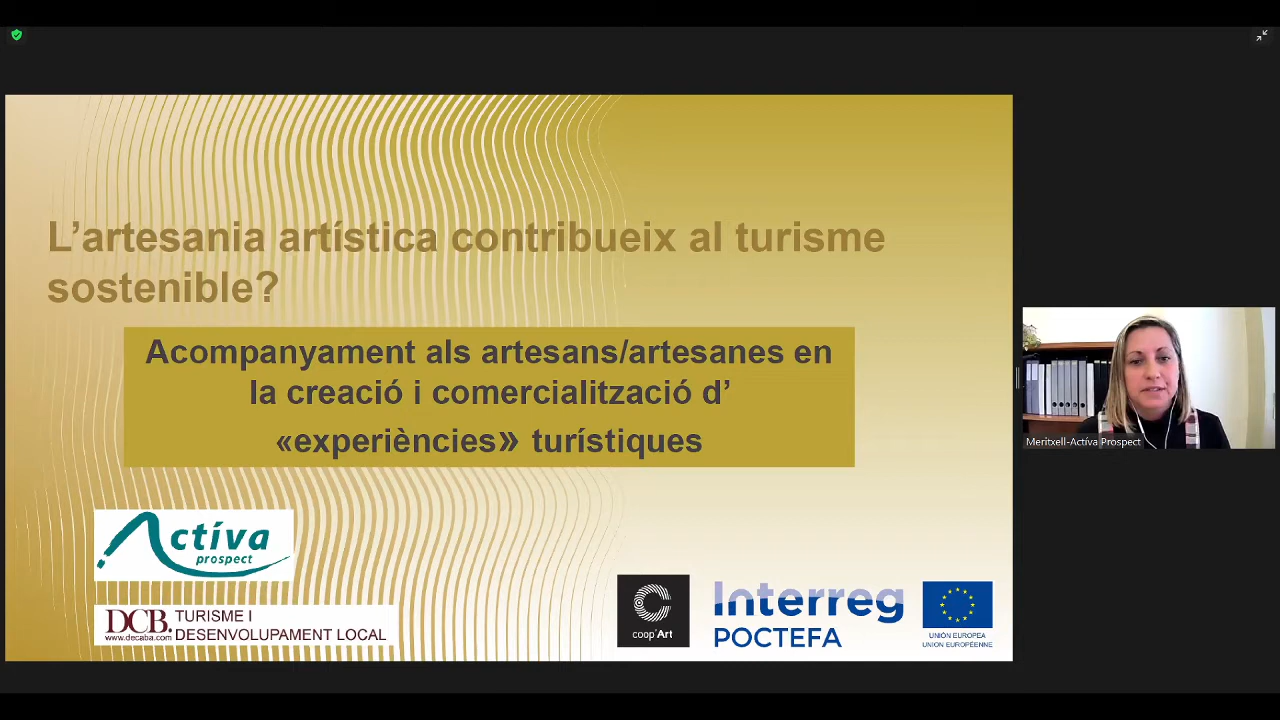 L’artesania artística contribueix al turisme
sostenible?
Acompanyament als artesans/artesanes en
la creació i comercialització d’
«experiències» turístiques
Activa
prospect
DCB.
www.decaba.com
TURISME I
DESENVOLUPAMENT LOCAL
coop'Art
Interreg
POCTEFA
UNIÓN EUROPEA
UNION EUROPÉENNE
Meritxell-Actíva Prospect